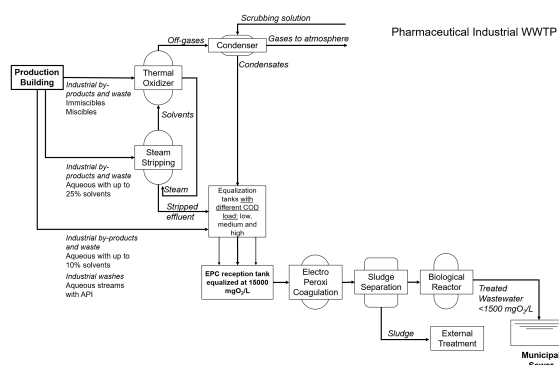 Scrubbing solution
Pharmaceutical Industrial WWTP
Off-gases
Condenser
Gases to atmosphere
Condensates
Production
Building
Industrial by-
products and waste
Immiscibles
Miscibles
Thermal
Oxidizer
Solvents
Steam
Stripping
Industrial by-
products and waste
Aqueous with up to
25% solvents
Steam
Stripped
effluent
Equalization
tanks with
different COD
load: low,
medium and
high
Industrial by-products
and waste
Aqueous with up to
10% solvents
Industrial washes
Aqueous streams
with API
EPC reception tank
equalized at 15000
mgO2/L
Electro
Peroxi
Coagulation
Sludge
Separation
Biological
Reactor
Treated
Wastewater
<1500 mgO2/L
Sludge
External
Treatment
Municipal
Sewer